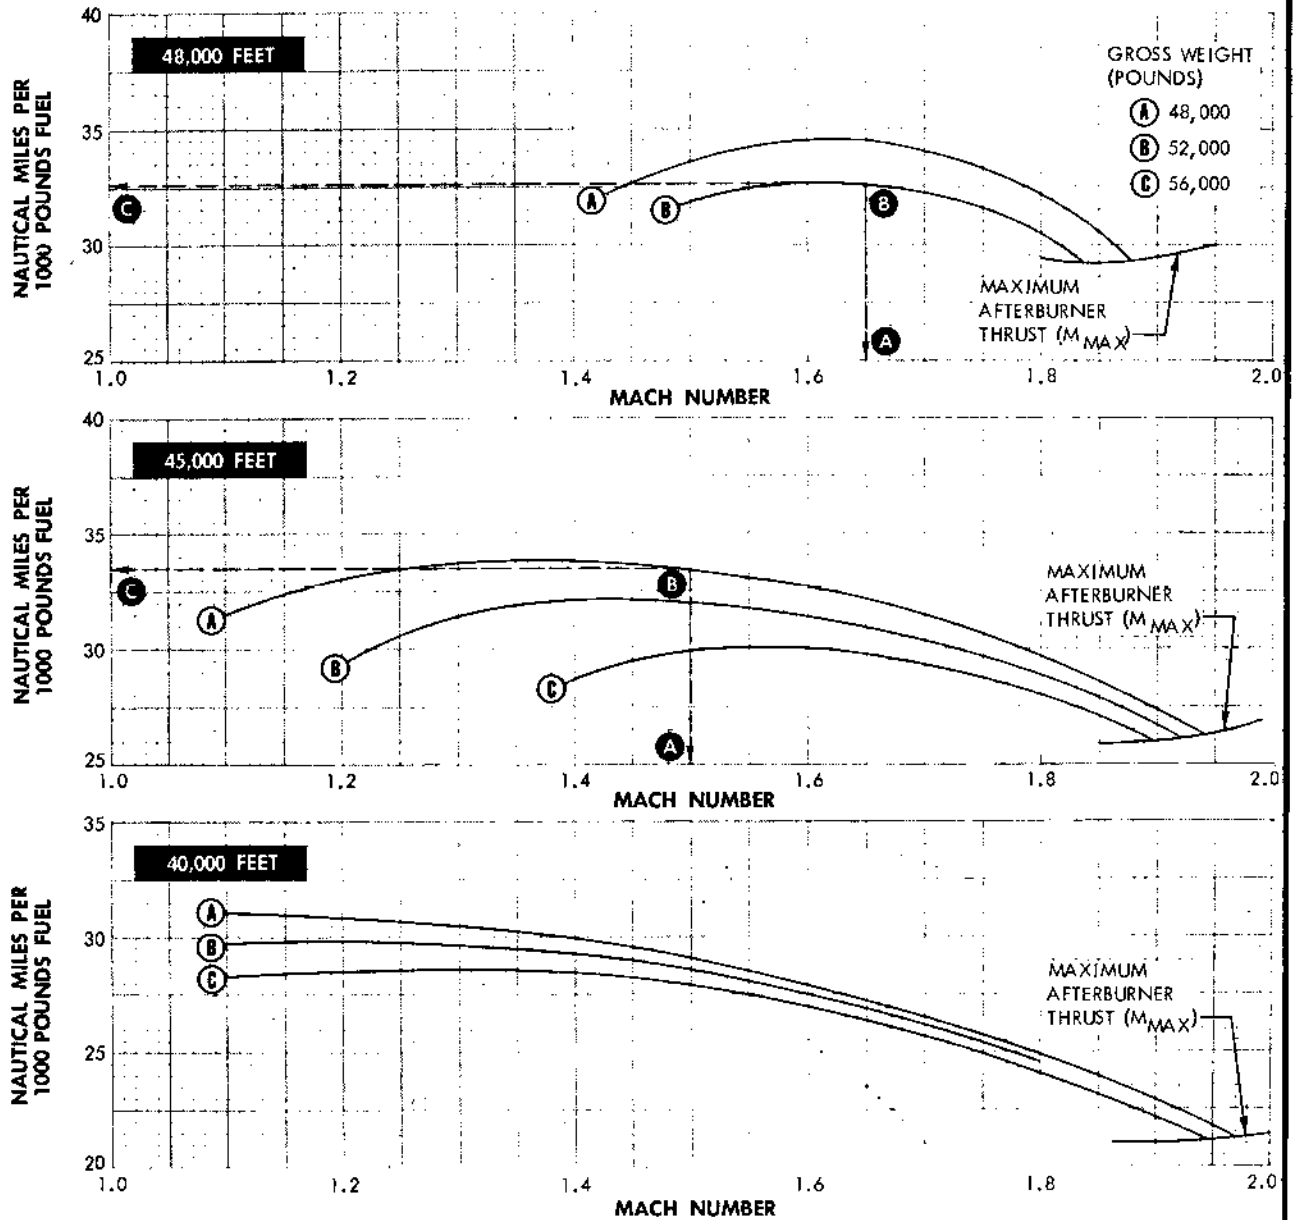 40
48,000 FEET
GROSS WEIGHT
(POUNDS)
A 48,000
B 52,000
C 56,000
35
30
25
NAUTICAL MILES PER
1000 POUNDS FUEL
C
A
B
B
A
MAXIMUM
AFTERBURNER
THRUST (M MAX)
1.0 1.2 1.4 1.6 1.8 2.0
MACH NUMBER
40
45,000 FEET
35
30
25
NAUTICAL MILES PER
1000 POUNDS FUEL
C
A
B
C
B
A
MAXIMUM
AFTERBURNER
THRUST (M MAX)
1.0 1.2 1.4 1.6 1.8 2.0
MACH NUMBER
35
40,000 FEET
30
25
20
NAUTICAL MILES PER
1000 POUNDS FUEL
A
B
C
MAXIMUM
AFTERBURNER
THRUST (M MAX)
1.0 1.2 1.4 1.6 1.8 2.0
MACH NUMBER